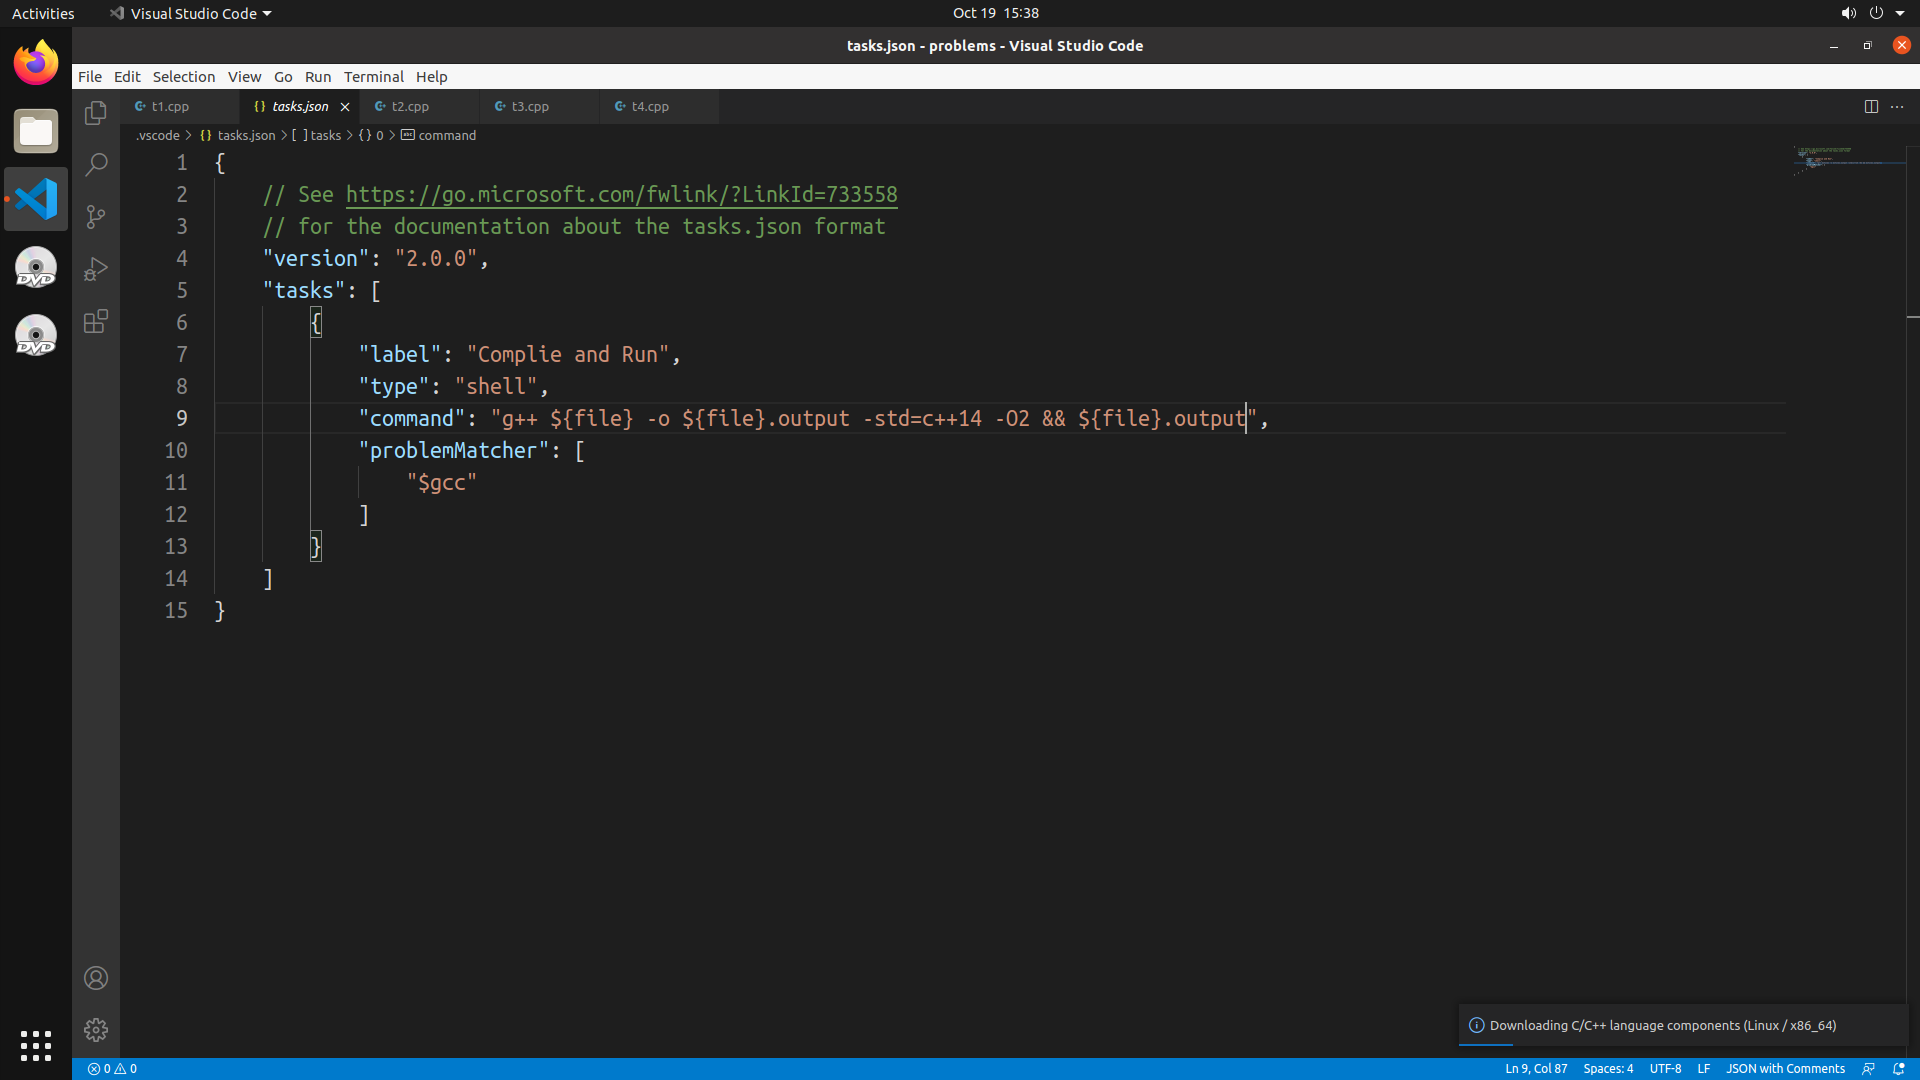 Activities Visual Studio Code Oct 19 15:38
tasks.json - problems - Visual Studio Code
File Edit Selection View Go Run Terminal Help
t1.cpp {} tasks.json t2.cpp t3.cpp t4.cpp
.vscode > {} tasks.json > [ ] tasks > {} 0 > abc command
1 {
2 // See https://go.microsoft.com/fwlink/?LinkId=733558
3 // for the documentation about the tasks.json format
4 "version": "2.0.0",
5 "tasks": [
6 {
7 "label": "Complie and Run",
8 "type": "shell",
9 "command": "g++ ${file} -o ${file}.output -std=c++14 -O2 && ${file}.output",
10 "problemMatcher": [
11 "$gcc"
12 ]
13 }
14 ]
15 }
DVD
DVD
Downloading C/C++ language components (Linux / x86_64)
0 0 Ln 9, Col 87 Spaces: 4 UTF-8 LF JSON with Comments